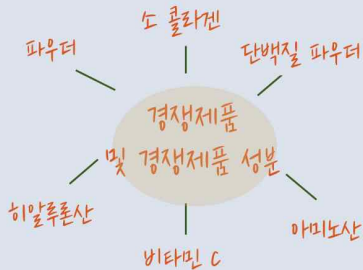 소 콜라겐
파우더
단백질 파우더
경쟁제품
및 경쟁제품 성분
히알루론산
비타민 C
아미노산